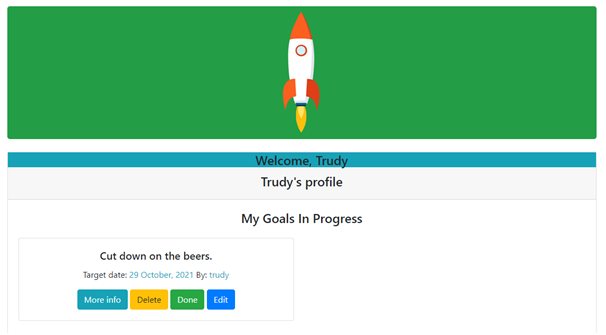 Welcome, Trudy
Trudy's profile
My Goals In Progress
Cut down on the beers.
Target date: 29 October, 2021 By: trudy
More info Delete Done Edit